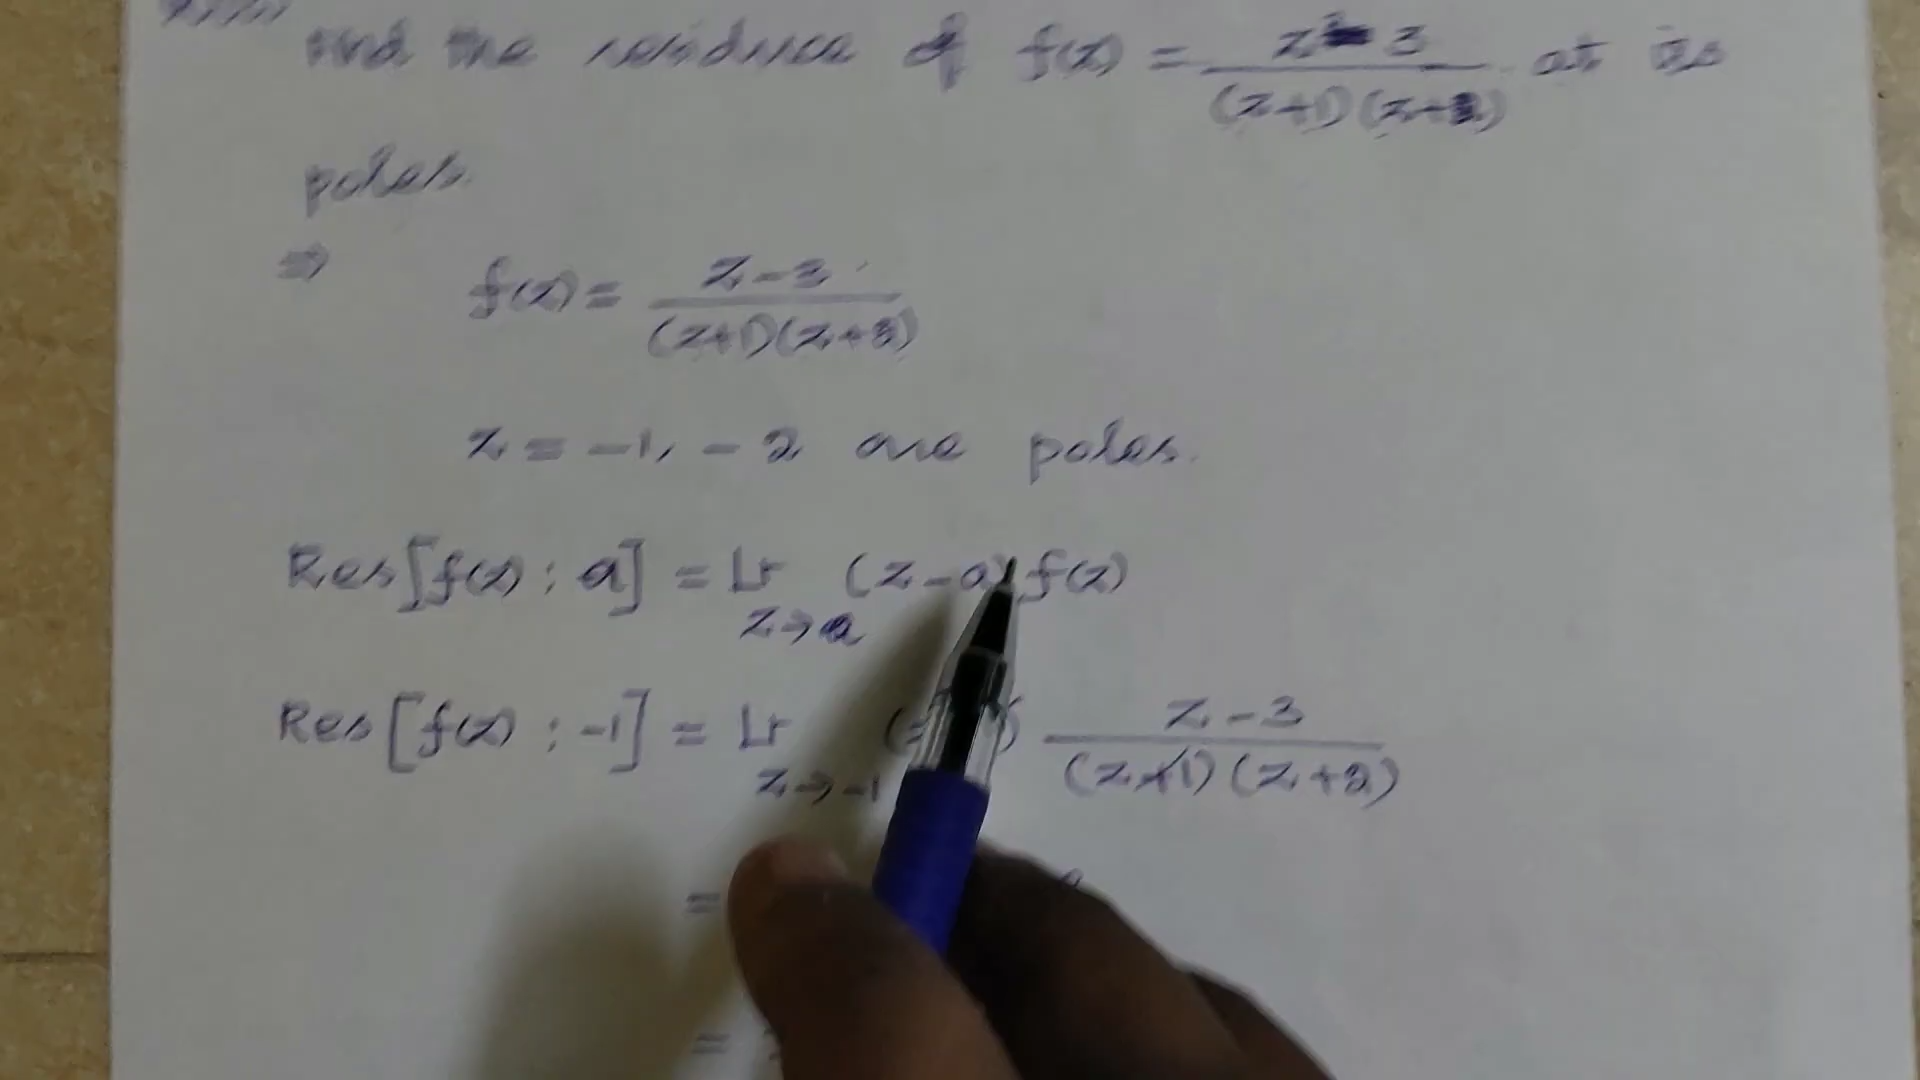 Find the residue of f(z) = z - 3 / (z+1)(z+2) at its
poles.
⇒ f(z) = z-3 / (z+1)(z+2)
z = -1, -2 are poles.
Res[f(z) : a] = Lt z→a (z-a) f(z)
Res[f(z) : -1] = Lt z→-1 z-3 / (z+1)(z+2)
=
=